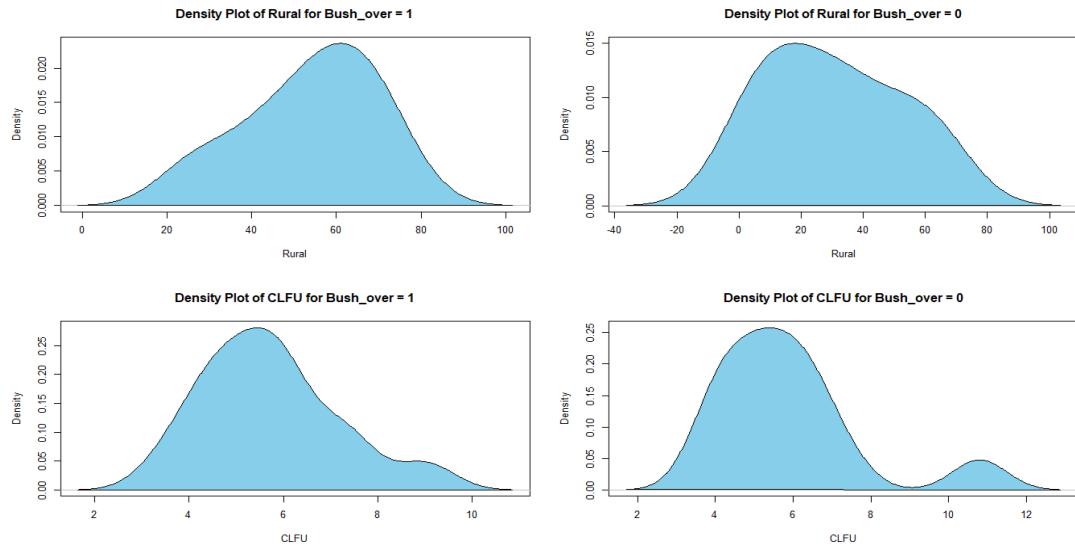 Density Plot of Rural for Bush_over = 1
Density
0.000 0.005 0.010 0.015 0.020
0 20 40 60 80 100
Rural
Density Plot of Rural for Bush_over = 0
Density
0.000 0.005 0.010 0.015
-40 -20 0 20 40 60 80 100
Rural
Density Plot of CLFU for Bush_over = 1
Density
0.00 0.05 0.10 0.15 0.20 0.25
2 4 6 8 10
CLFU
Density Plot of CLFU for Bush_over = 0
Density
0.00 0.05 0.10 0.15 0.20 0.25
2 4 6 8 10 12
CLFU